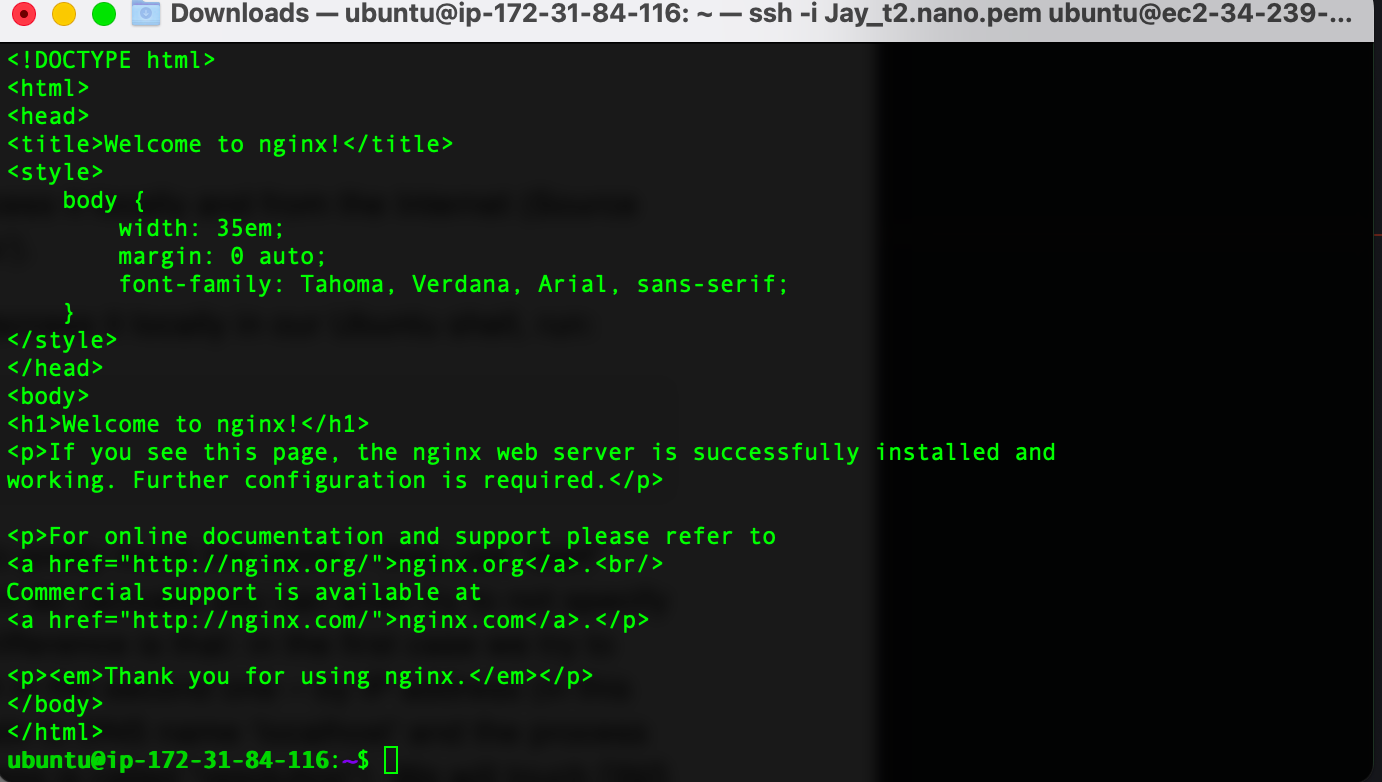 Downloads — ubuntu@ip-172-31-84-116: ~ — ssh -i Jay_t2.nano.pem ubuntu@ec2-34-239-...
<!DOCTYPE html>
<html>
<head>
<title>Welcome to nginx!</title>
<style>
    body {
        width: 35em;
        margin: 0 auto;
        font-family: Tahoma, Verdana, Arial, sans-serif;
    }
</style>
</head>
<body>
<h1>Welcome to nginx!</h1>
<p>If you see this page, the nginx web server is successfully installed and
working. Further configuration is required.</p>

<p>For online documentation and support please refer to
<a href="http://nginx.org/">nginx.org</a>.<br/>
Commercial support is available at
<a href="http://nginx.com/">nginx.com</a>.</p>

<p><em>Thank you for using nginx.</em></p>
</body>
</html>
ubuntu@ip-172-31-84-116:~$